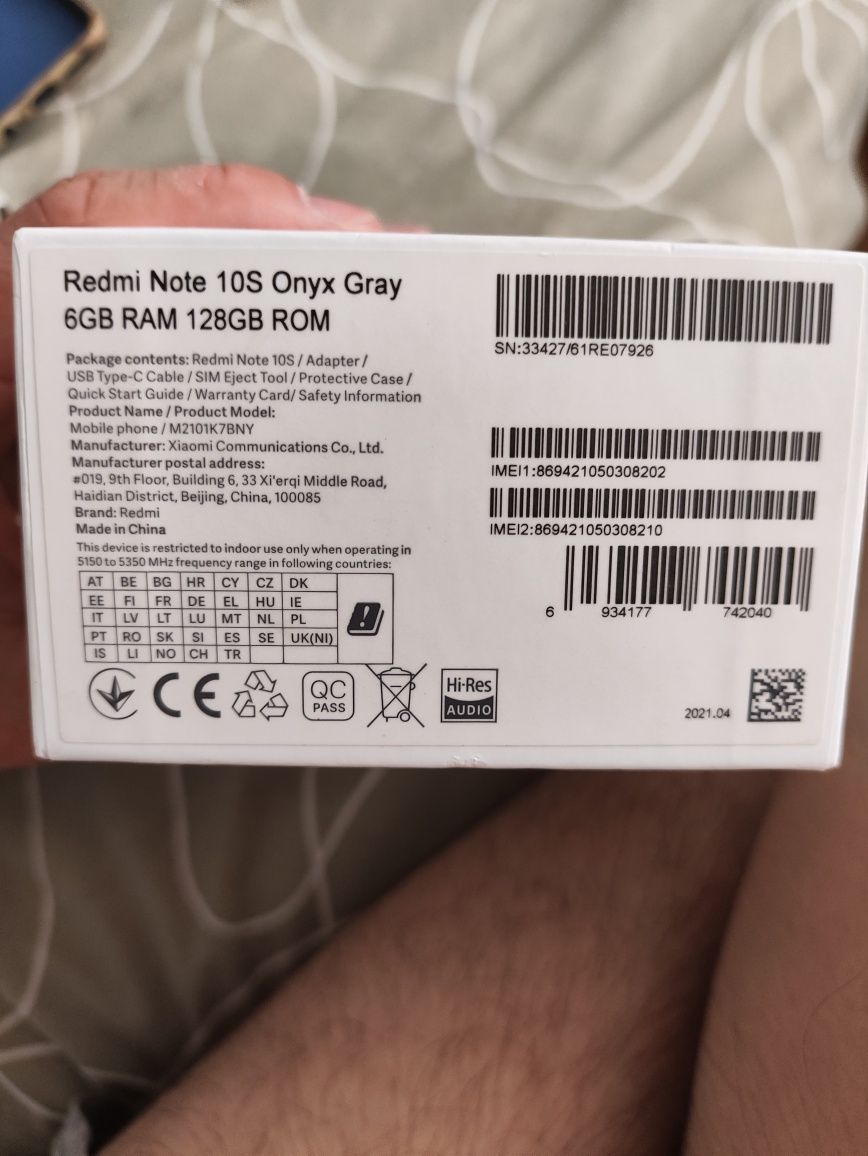 Redmi Note 10S Onyx Gray
6GB RAM 128GB ROM
Package contents: Redmi Note 10S / Adapter /
USB Type-C Cable / SIM Eject Tool / Protective Case /
Quick Start Guide / Warranty Card/ Safety Information
Product Name / Product Model:
Mobile phone / M2101K7BNY
Manufacturer: Xiaomi Communications Co., Ltd.
Manufacturer postal address:
#019, 9th Floor, Building 6, 33 Xi'erqi Middle Road,
Haidian District, Beijing, China, 100085
Brand: Redmi
Made in China
This device is restricted to indoor use only when operating in
5150 to 5350 MHz frequency range in following countries:
AT BE BG HR CY CZ DK
EE FI FR DE EL HU IE
IT LV LT LU MT NL PL
PT RO SK SI ES SE UK(NI)
IS LI NO CH TR
CE
QC
PASS
Hi-Res
AUDIO
SN:33427/61RE07926
IMEI1:869421050308202
IMEI2:869421050308210
6 934177 742040
2021.04